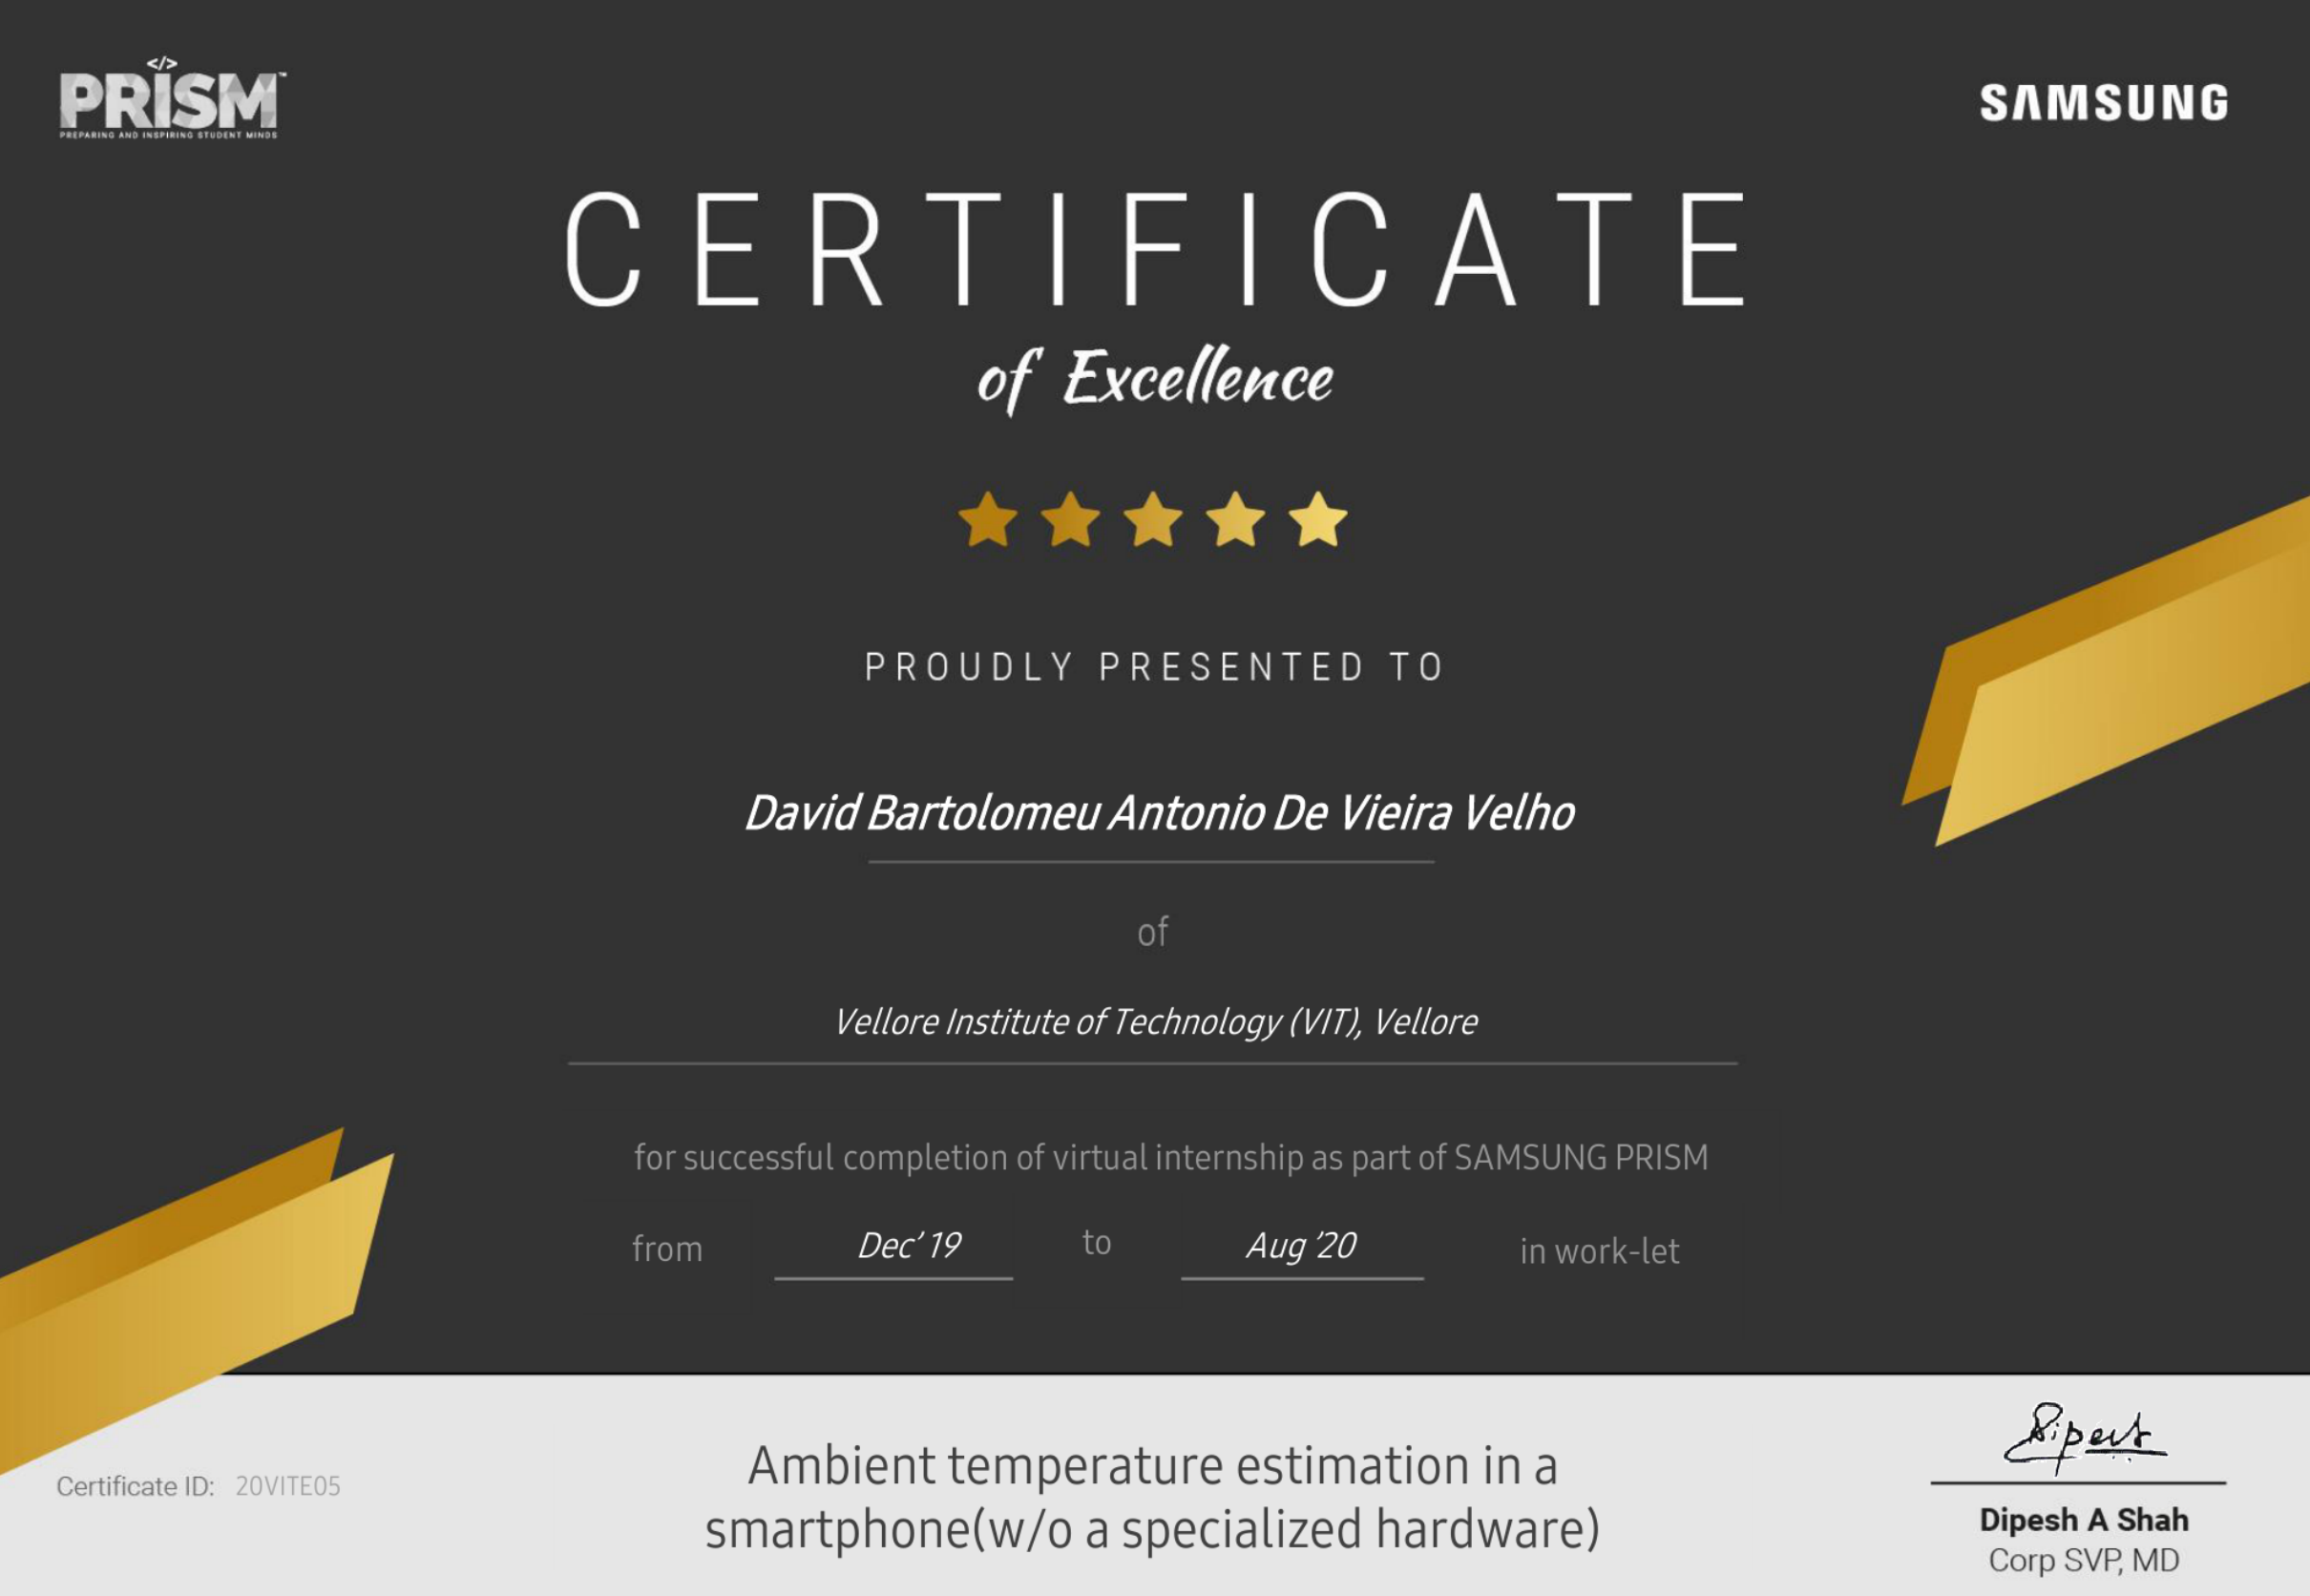 </>
PRISM™
PREPARING AND INSPIRING STUDENT MINDS
SAMSUNG
CERTIFICATE
of Excellence
PROUDLY PRESENTED TO
David Bartolomeu Antonio De Vieira Velho
of
Vellore Institute of Technology (VIT), Vellore
for successful completion of virtual internship as part of SAMSUNG PRISM
from Dec’ 19 to Aug ’20 in work-let
Ambient temperature estimation in a
smartphone(w/o a specialized hardware)
Certificate ID: 20VITE05
Dipesh A Shah
Corp SVP, MD